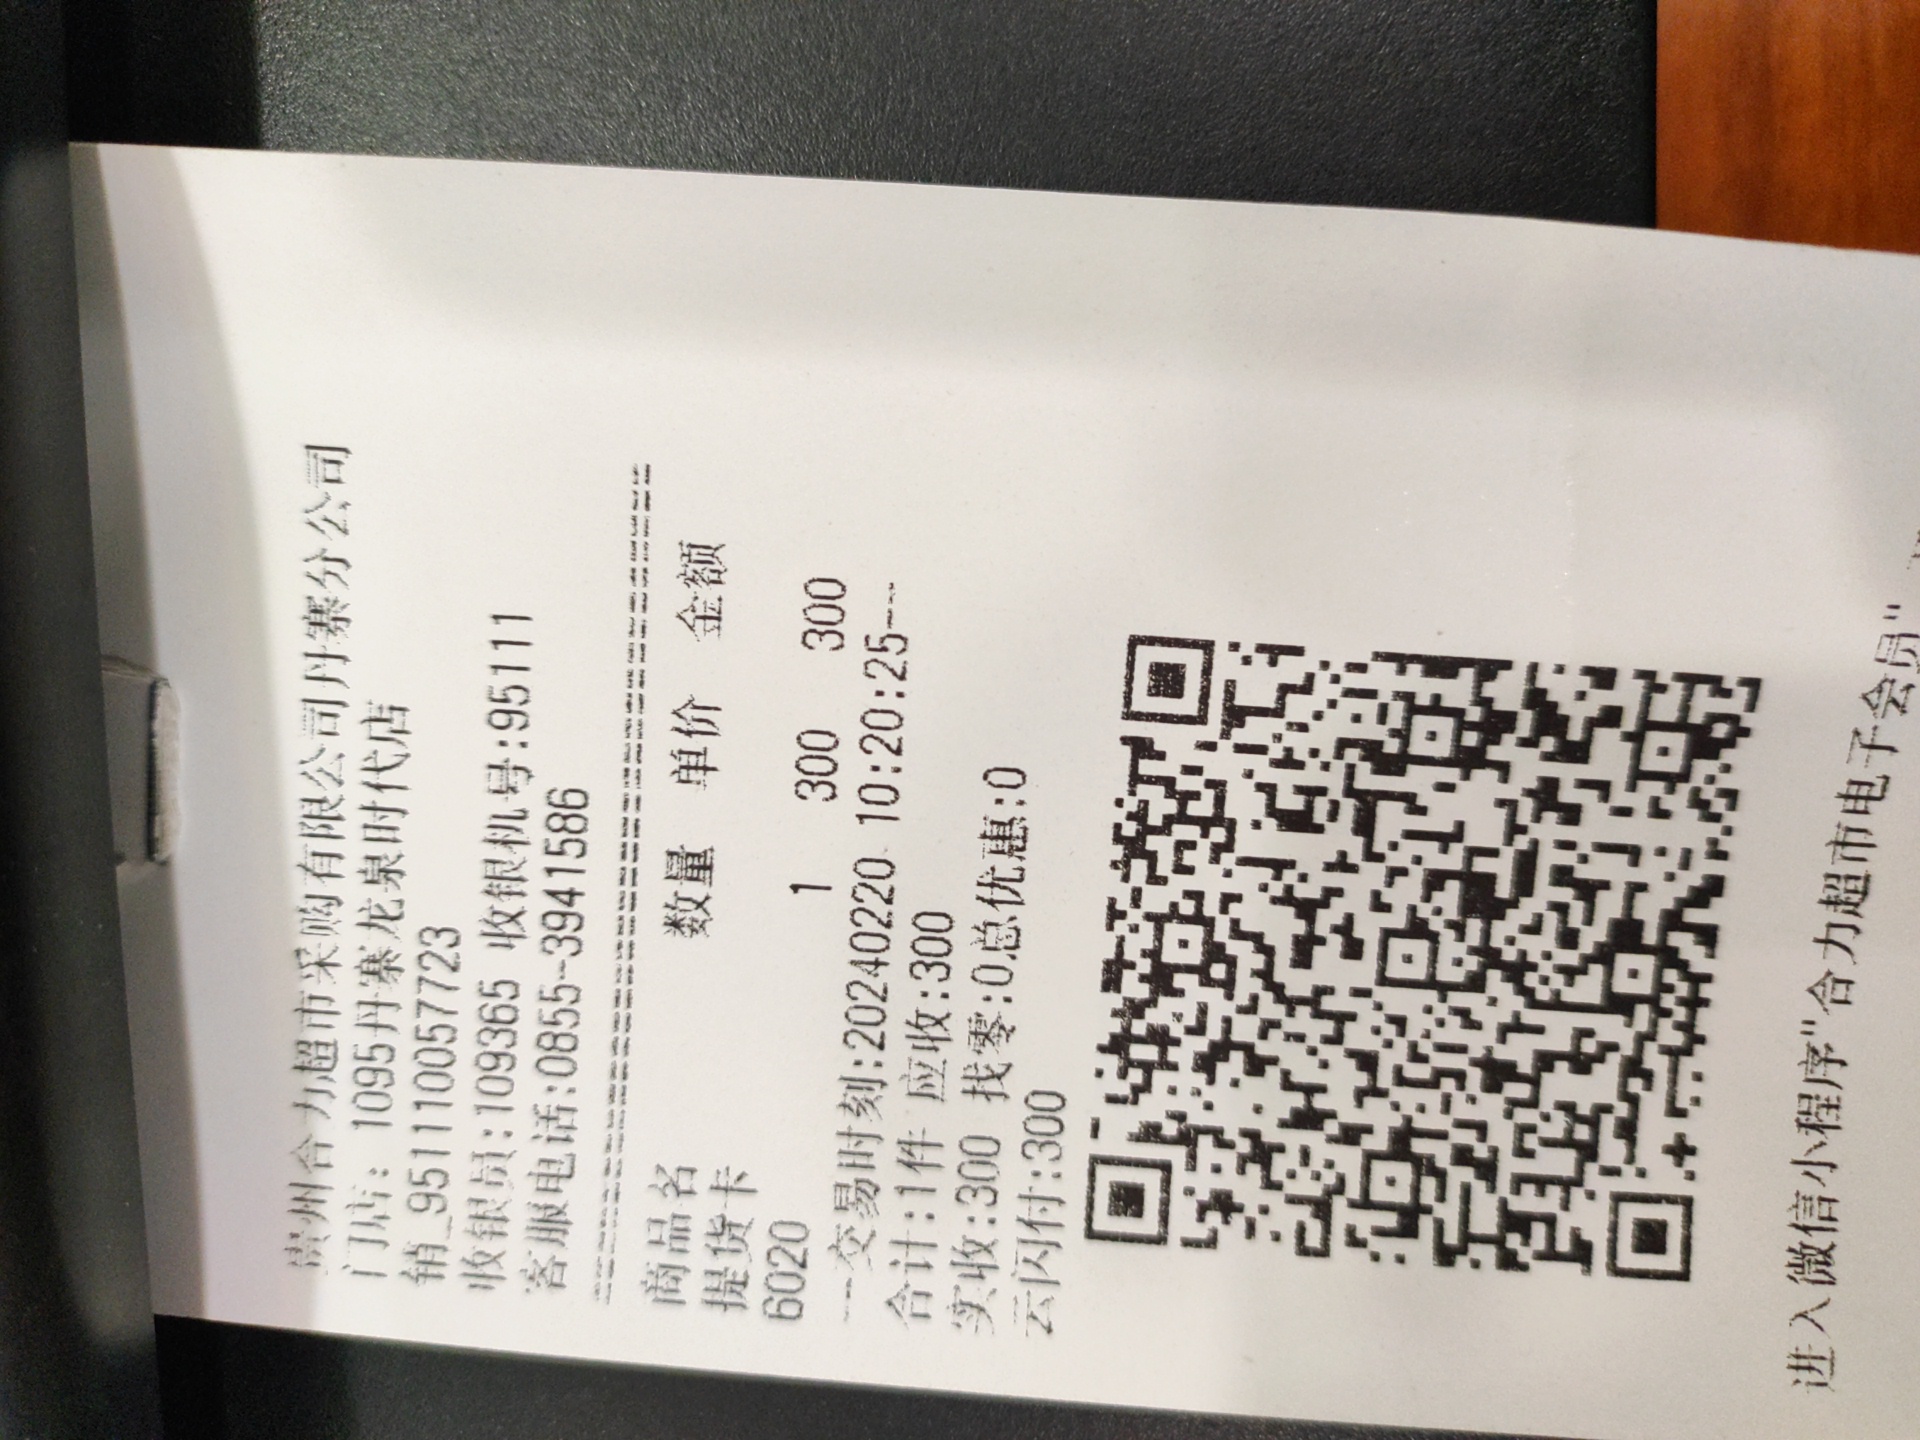 贵州合力超市采购有限公司丹寨分公司
门店: 1095丹寨龙泉时代店
销_9511100057723
收银员:109365 收银机号:95111
客服电话:0855-3941586
商品名 数量 单价 金额
提货卡
6020 1 300 300
---交易时刻:20240220 10:20:25---
合计:1件 应收:300
实收:300 找零:0总优惠:0
云闪付:300
进入微信小程序"合力超市电子会员"